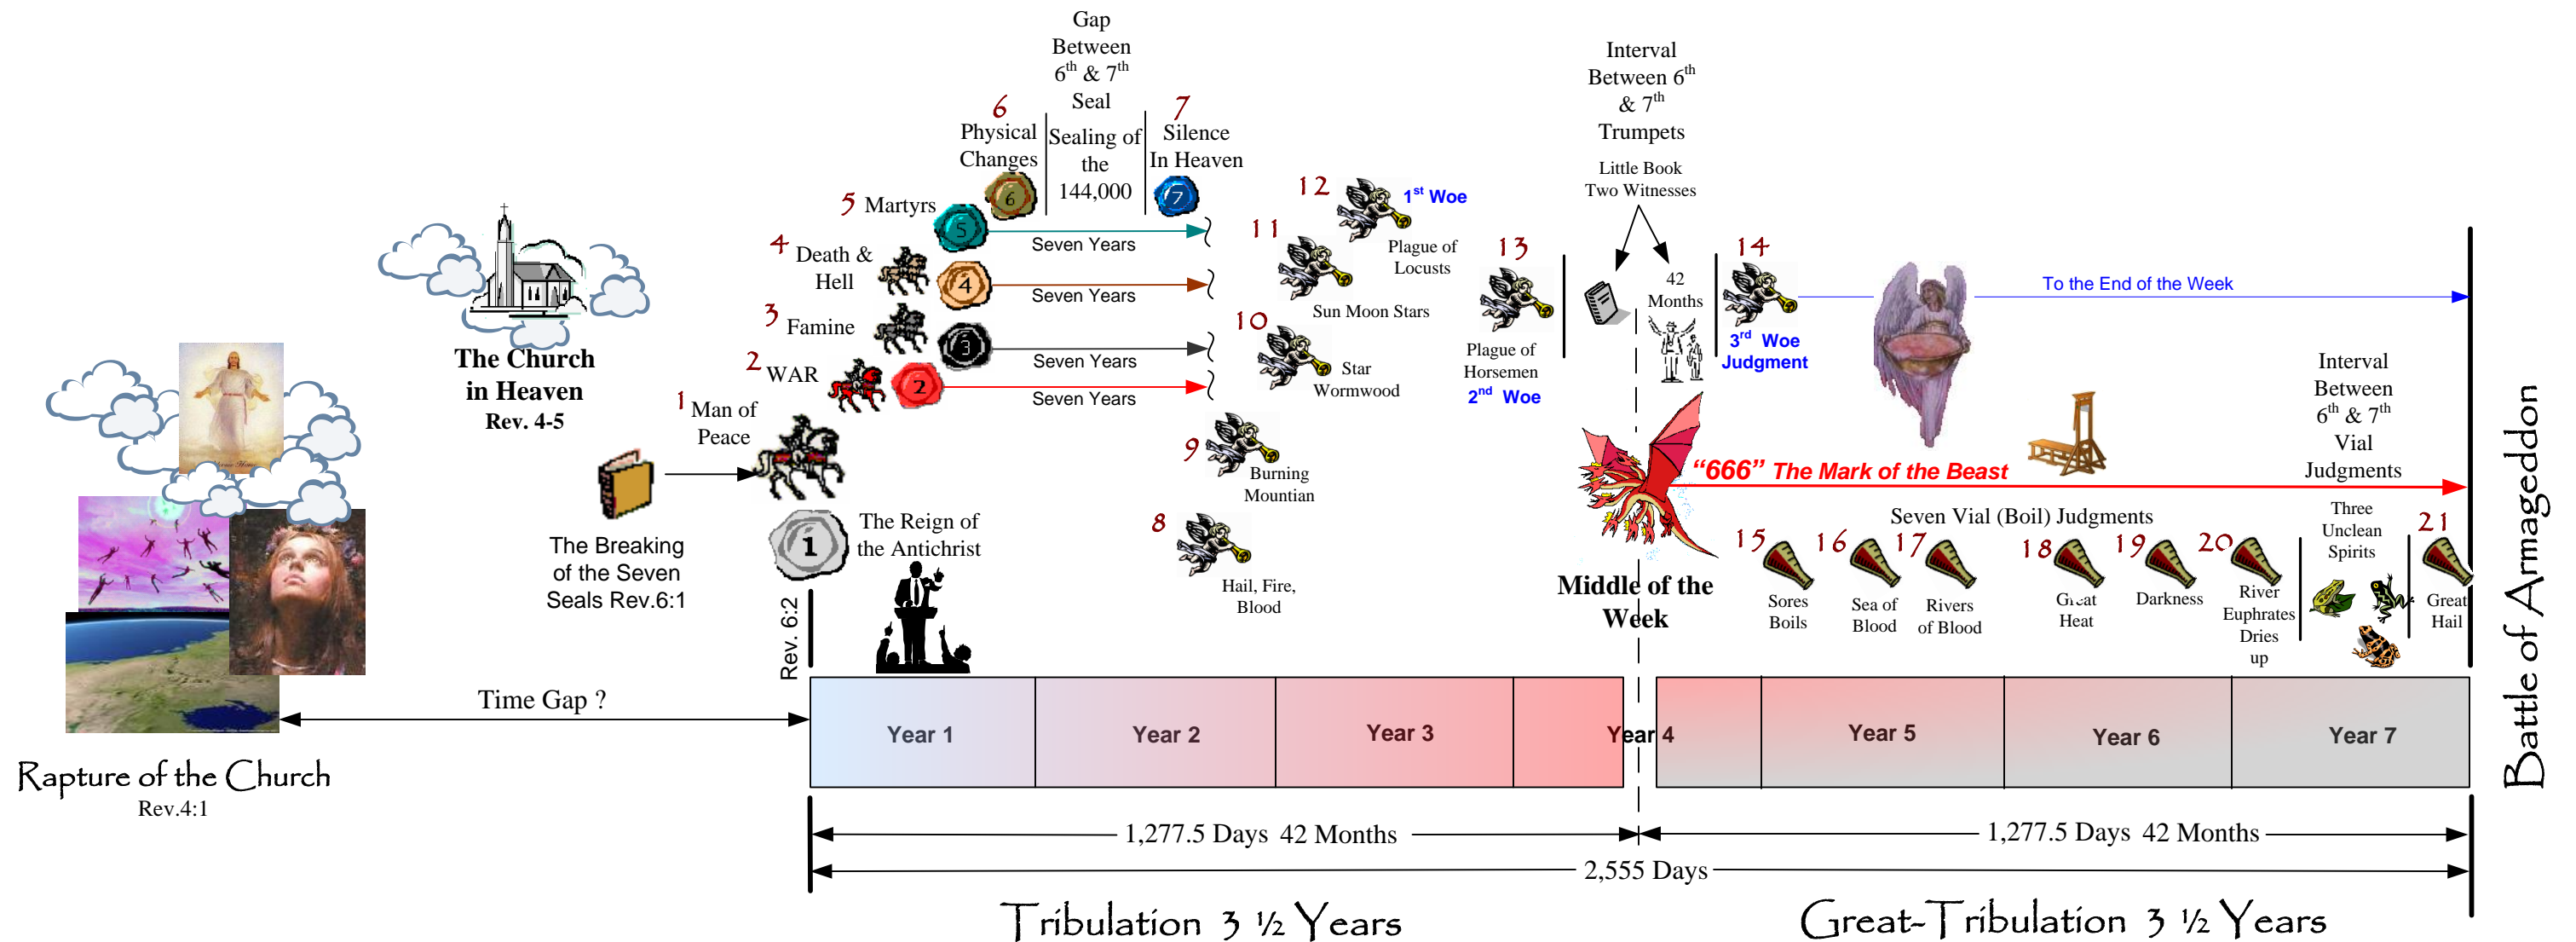 Gap
Between
6th & 7th
Seal
6
Physical
Changes
6
Sealing of
the
144,000
7
Silence
In Heaven
7
5 Martyrs
5
Seven Years
4 Death &
Hell
4
Seven Years
3 Famine
3
Seven Years
2 WAR
2
Seven Years
1 Man of
Peace
1
The Church
in Heaven
Rev. 4-5
The Breaking
of the Seven
Seals Rev.6:1
The Reign of
the Antichrist
Rev. 6:2
Time Gap ?
Rapture of the Church
Rev.4:1
8
Hail, Fire,
Blood
9
Burning
Mountian
10
Star
Wormwood
11
Sun Moon Stars
12
1st Woe
Plague of
Locusts
13
Plague of
Horsemen
2nd Woe
Interval
Between 6th
& 7th
Trumpets
Little Book
Two Witnesses
42
Months
14
3rd Woe
Judgment
To the End of the Week
"666" The Mark of the Beast
Middle of the
Week
Seven Vial (Boil) Judgments
15
Sores
Boils
16
Sea of
Blood
17
Rivers
of Blood
18
Great
Heat
19
Darkness
20
River
Euphrates
Dries
up
Interval
Between
6th & 7th
Vial
Judgments
Three
Unclean
Spirits
21
Great
Hail
Battle of Armageddon
Year 1
Year 2
Year 3
Year 4
Year 5
Year 6
Year 7
1,277.5 Days 42 Months
1,277.5 Days 42 Months
2,555 Days
Tribulation 3 ½ Years
Great-Tribulation 3 ½ Years